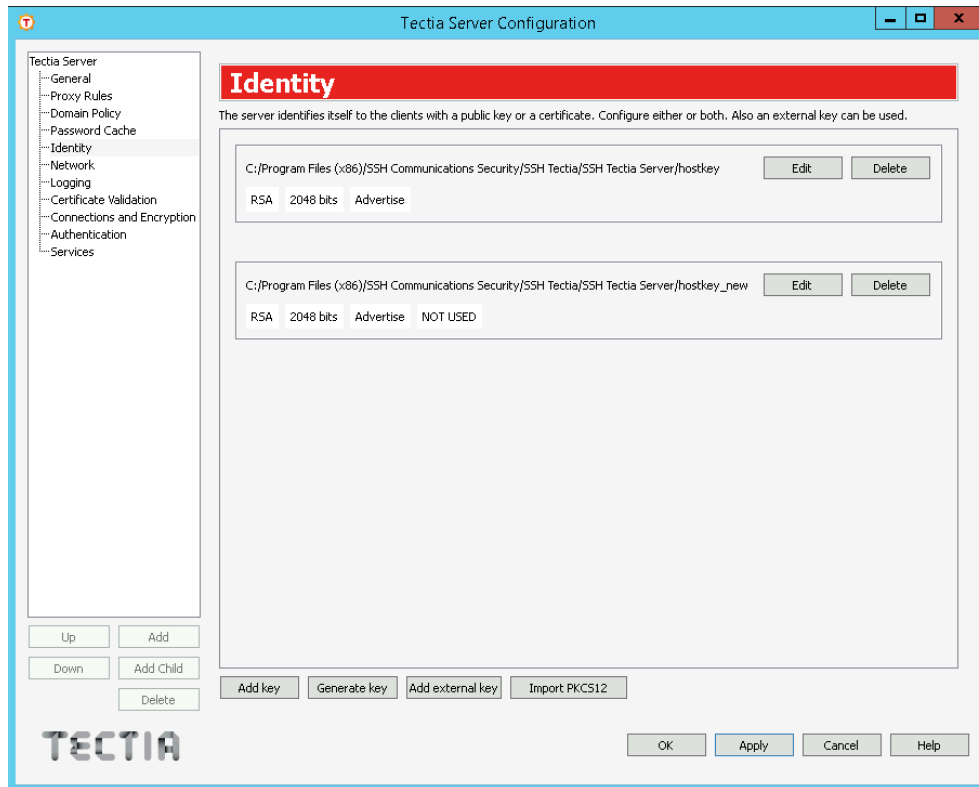 Tectia Server Configuration
Tectia Server
General
Proxy Rules
Domain Policy
Password Cache
Identity
Network
Logging
Certificate Validation
Connections and Encryption
Authentication
Services
Up Add
Down Add Child
Delete
TECTIA
Identity
The server identifies itself to the clients with a public key or a certificate. Configure either or both. Also an external key can be used.
C:/Program Files (x86)/SSH Communications Security/SSH Tectia/SSH Tectia Server/hostkey Edit Delete
RSA 2048 bits Advertise
C:/Program Files (x86)/SSH Communications Security/SSH Tectia/SSH Tectia Server/hostkey_new Edit Delete
RSA 2048 bits Advertise NOT USED
Add key Generate key Add external key Import PKCS12
OK Apply Cancel Help